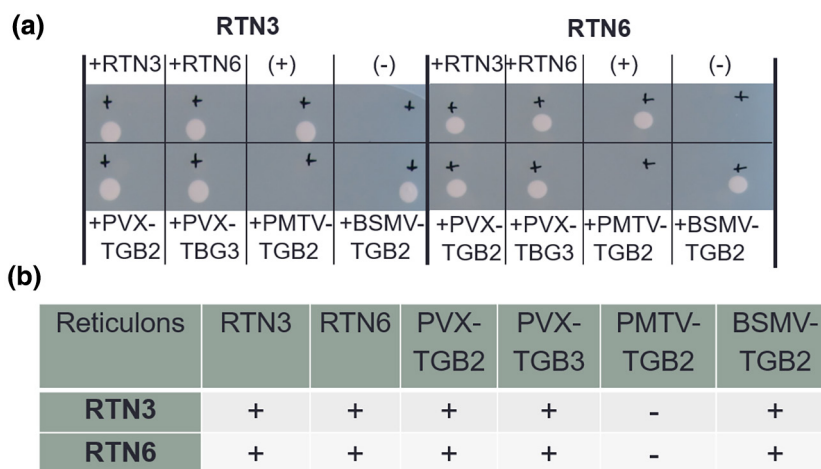 (a)
RTN3 RTN6
+RTN3 +RTN6 (+) (-) +RTN3 +RTN6 (+) (-)
+ + + + + + + +
+ + + + + + + +
+PVX- +PVX- +PMTV- +BSMV- +PVX- +PVX- +PMTV- +BSMV-
TGB2 TBG3 TGB2 TGB2 TGB2 TBG3 TGB2 TGB2
(b)
Reticulons RTN3 RTN6 PVX- PVX- PMTV- BSMV-
TGB2 TGB3 TGB2 TGB2
RTN3 + + + + - +
RTN6 + + + + - +